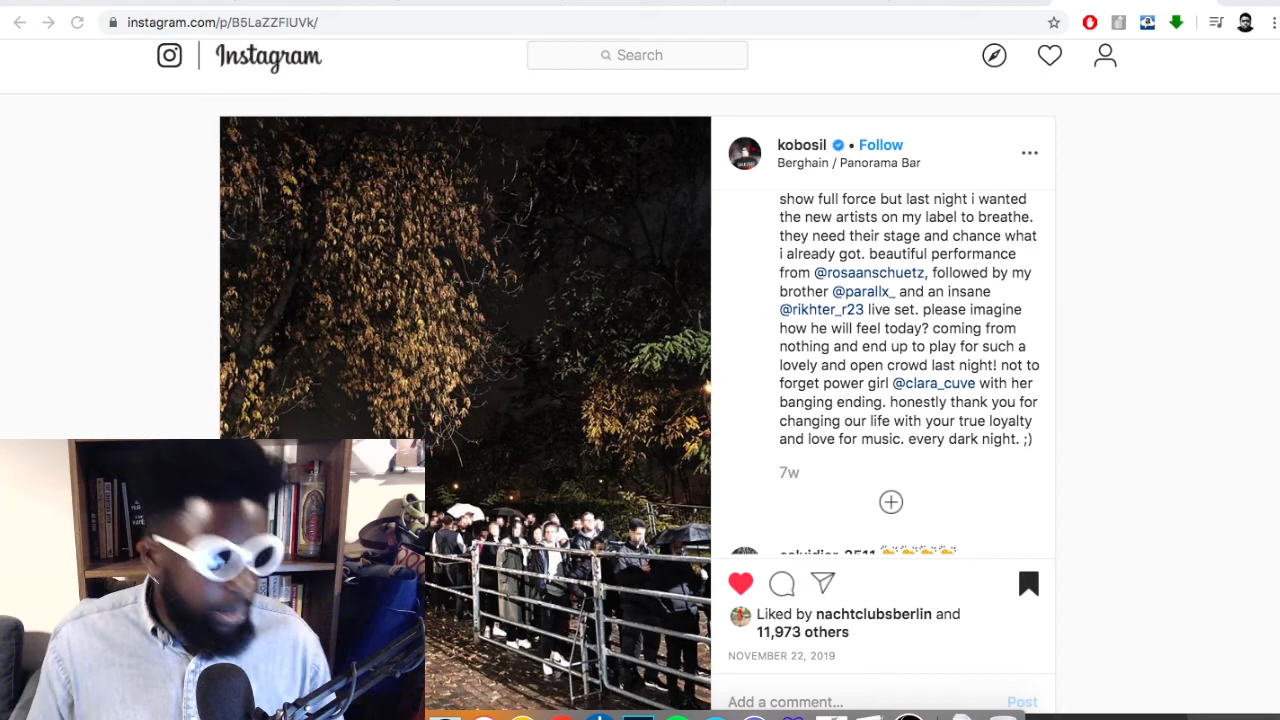 instagram.com/p/B5LaZZFlUVk/
Instagram
Search
kobosil • Follow
Berghain / Panorama Bar
show full force but last night i wanted
the new artists on my label to breathe.
they need their stage and chance what
i already got. beautiful performance
from @rosaanschuetz, followed by my
brother @parallx_ and an insane
@rikhter_r23 live set. please imagine
how he will feel today? coming from
nothing and end up to play for such a
lovely and open crowd last night! not to
forget power girl @clara_cuve with her
banging ending. honestly thank you for
changing our life with your true loyalty
and love for music. every dark night. ;)
7w
Liked by nachtclubsberlin and
11,973 others
NOVEMBER 22, 2019
Add a comment... Post